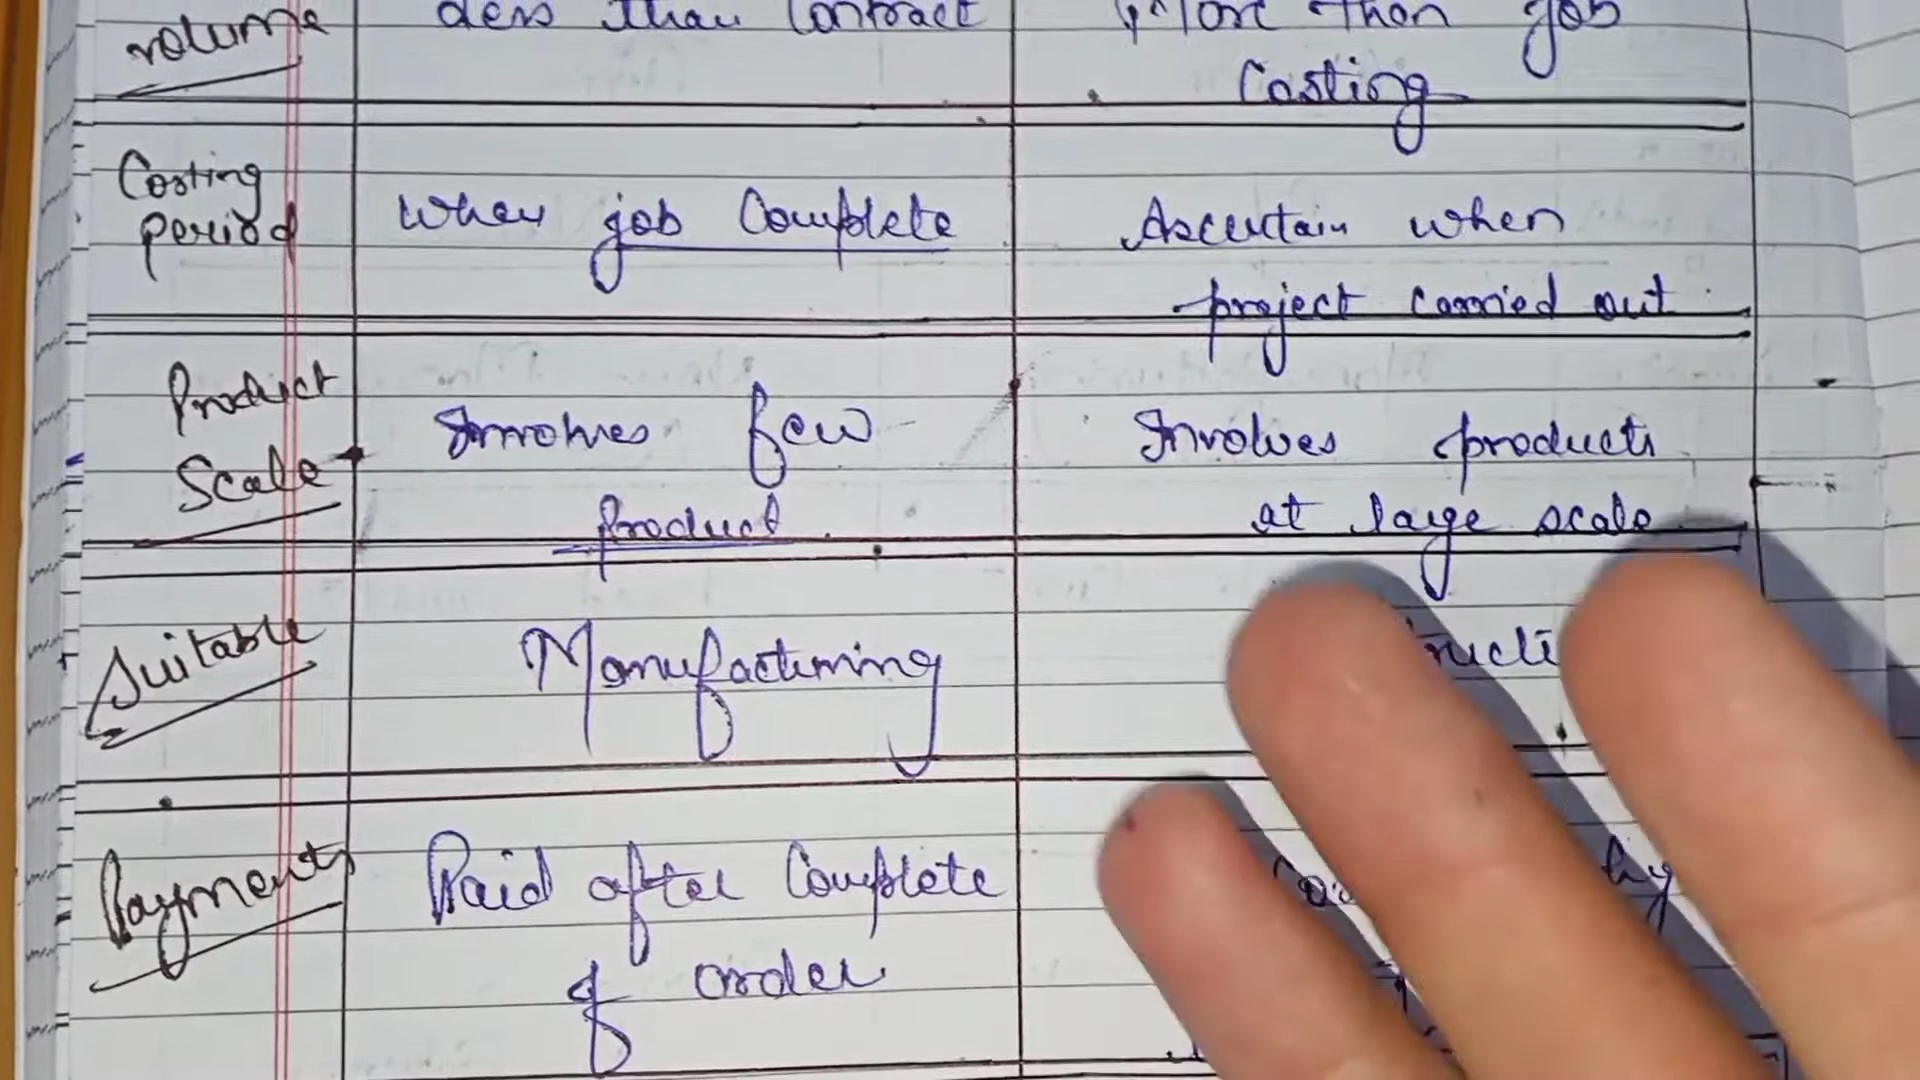 volume
Less than Contract
More than job
Costing
Costing
period
When job Complete
Ascertain when
project carried out
Product
Scale
Involves few
product.
Involves products
at large scale
Suitable
Manufacturing
Payments
Paid after Complete
of order
by